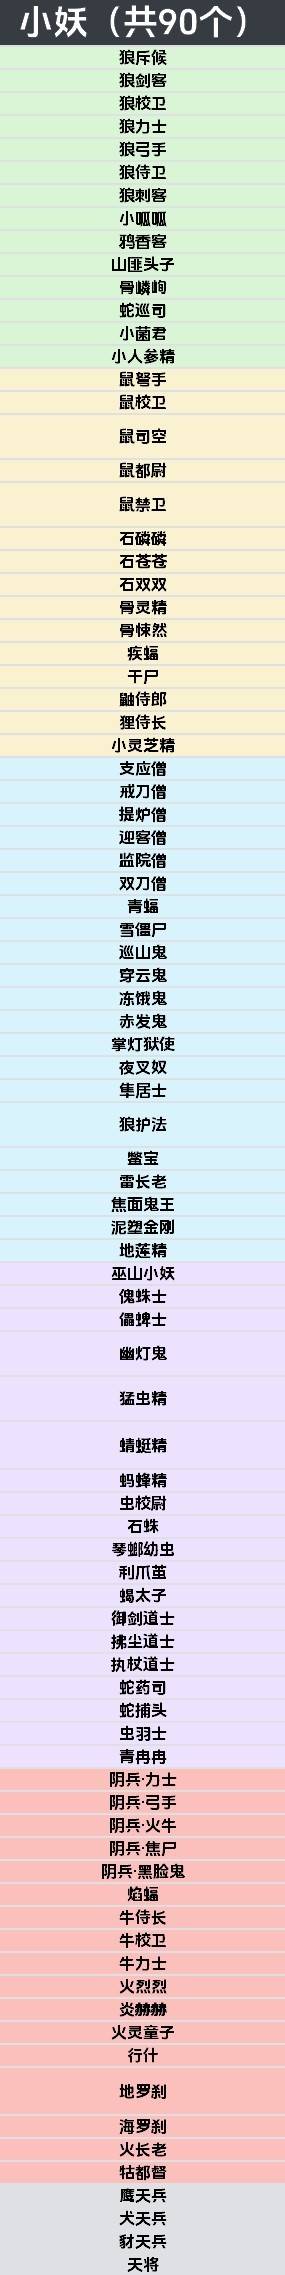 小妖（共90个）
狼斥候
狼剑客
狼校卫
狼力士
狼弓手
狼侍卫
狼刺客
小呱呱
鸦香客
山匪头子
骨嶙峋
蛇巡司
小菌君
小人参精
鼠弩手
鼠校卫
鼠司空
鼠都尉
鼠禁卫
石磷磷
石苍苍
石双双
骨灵精
骨悚然
疾蝠
干尸
鼬侍郎
狸侍长
小灵芝精
支应僧
戒刀僧
提炉僧
迎客僧
监院僧
双刀僧
青蝠
雪僵尸
巡山鬼
穿云鬼
冻饿鬼
赤发鬼
掌灯狱使
夜叉奴
隼居士
狼护法
鳖宝
雷长老
焦面鬼王
泥塑金刚
地莲精
巫山小妖
傀蛛士
儡蜱士
幽灯鬼
猛虫精
蜻蜓精
蚂蜂精
虫校尉
石蛛
琴螂幼虫
利爪茧
蝎太子
御剑道士
拂尘道士
执杖道士
蛇药司
蛇捕头
虫羽士
青冉冉
阴兵·力士
阴兵·弓手
阴兵·火牛
阴兵·焦尸
阴兵·黑脸鬼
焰蝠
牛侍长
牛校卫
牛力士
火烈烈
炎赫赫
火灵童子
行什
地罗刹
海罗刹
火长老
牯都督
鹰天兵
犬天兵
豺天兵
天将